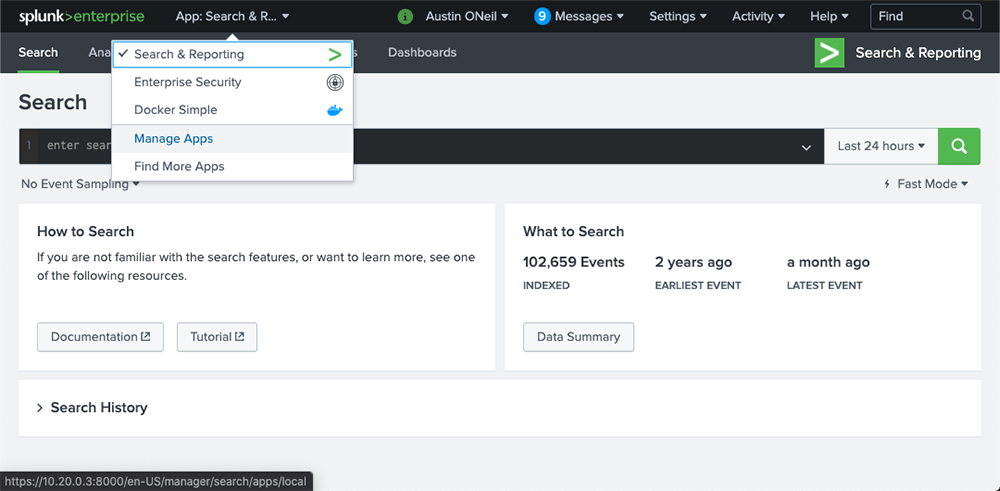 splunk>enterprise App: Search & R... Austin ONeil 9 Messages Settings Activity Help Find
Search Ana s Dashboards Search & Reporting
Search & Reporting
Enterprise Security
Docker Simple
Manage Apps
Find More Apps
Search
1 enter sear Last 24 hours
No Event Sampling Fast Mode
How to Search
If you are not familiar with the search features, or want to learn more, see one
of the following resources.
Documentation Tutorial
What to Search
102,659 Events 2 years ago a month ago
INDEXED EARLIEST EVENT LATEST EVENT
Data Summary
Search History
https://10.20.0.3:8000/en-US/manager/search/apps/local